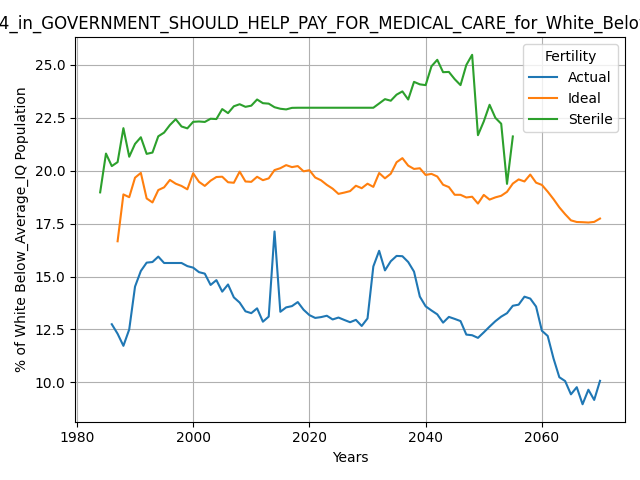 4_in_GOVERNMENT_SHOULD_HELP_PAY_FOR_MEDICAL_CARE_for_White_Belo
Fertility
Actual
Ideal
Sterile
% of White Below_Average_IQ Population
25.0
22.5
20.0
17.5
15.0
12.5
10.0
1980
2000
2020
2040
2060
Years